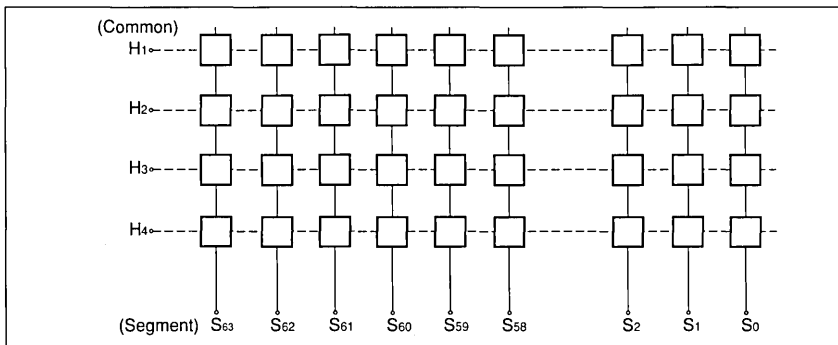 (Common)
H1
H2
H3
H4
(Segment) S63 S62 S61 S60 S59 S58 S2 S1 S0